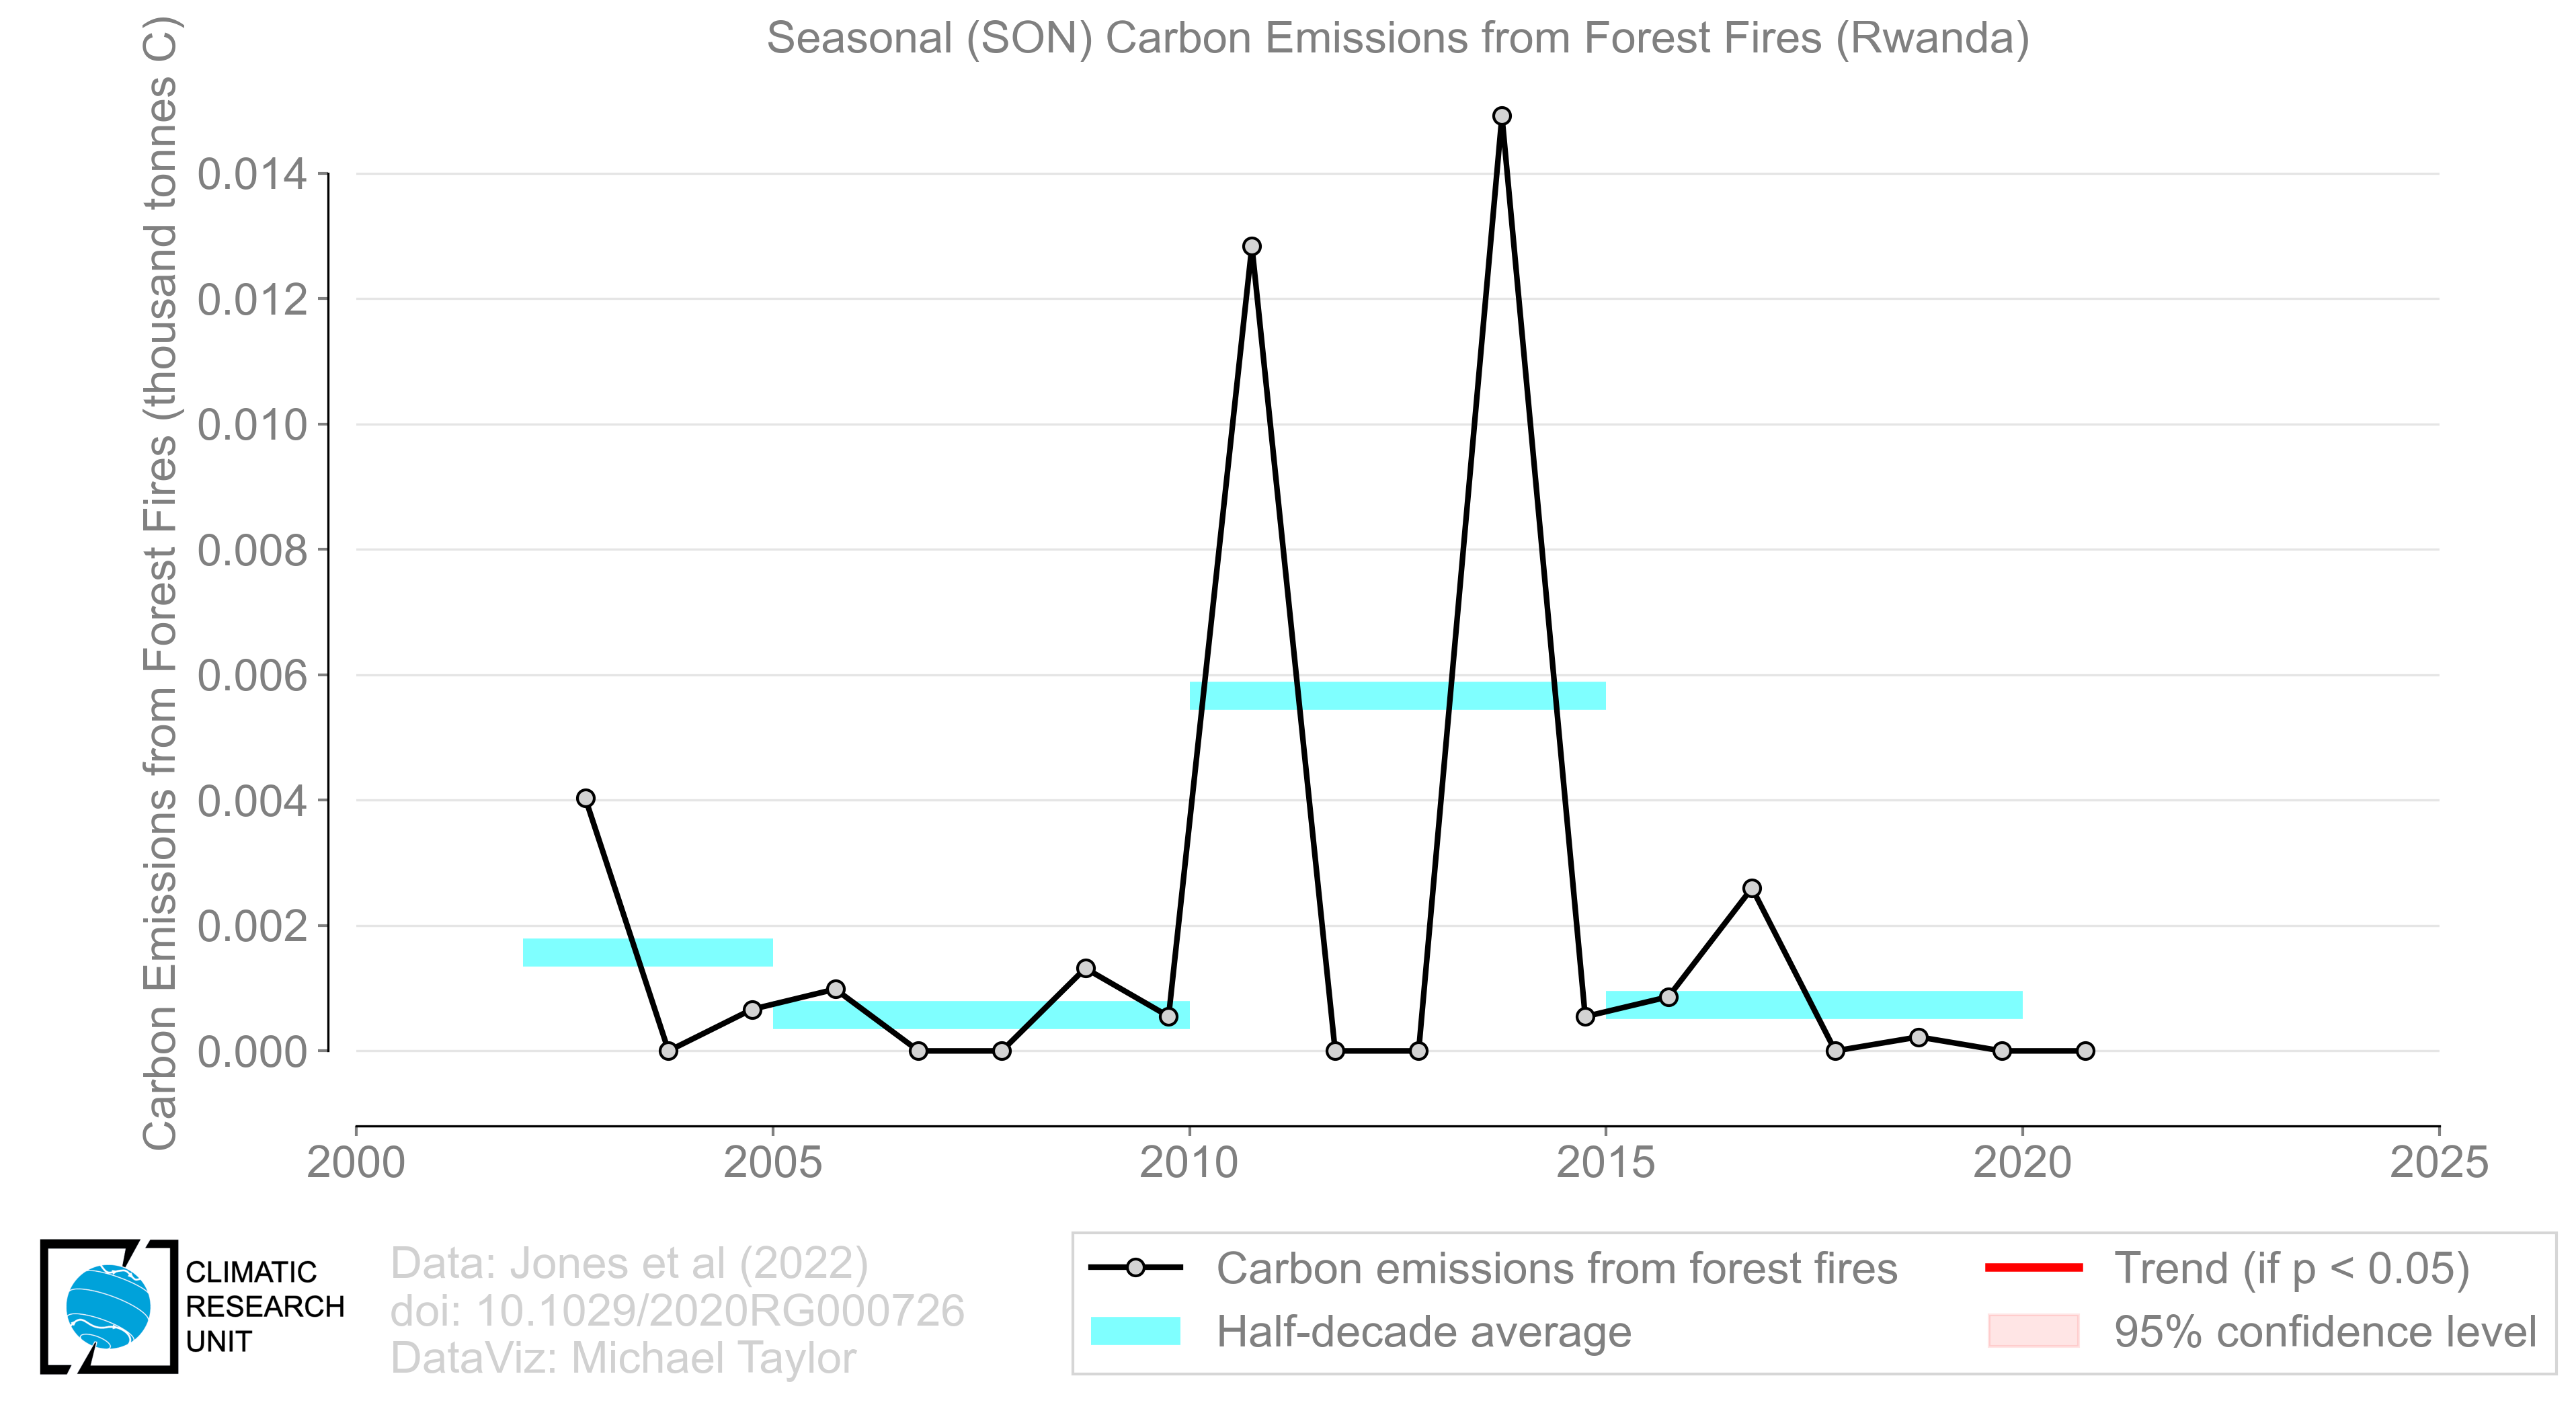 Seasonal (SON) Carbon Emissions from Forest Fires (Rwanda)
Carbon Emissions from Forest Fires (thousand tonnes C)
0.014
0.012
0.010
0.008
0.006
0.004
0.002
0.000
2000
2005
2010
2015
2020
2025
CLIMATIC
RESEARCH
UNIT
Data: Jones et al (2022)
doi: 10.1029/2020RG000726
DataViz: Michael Taylor
Carbon emissions from forest fires
Half-decade average
Trend (if p < 0.05)
95% confidence level